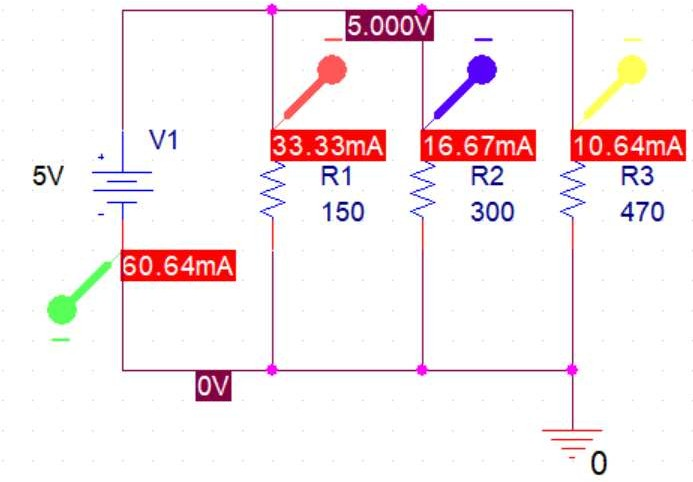 5.000V
33.33mA
16.67mA
10.64mA
V1
+
5V
-
R1
R2
R3
150
300
470
60.64mA
0V
0